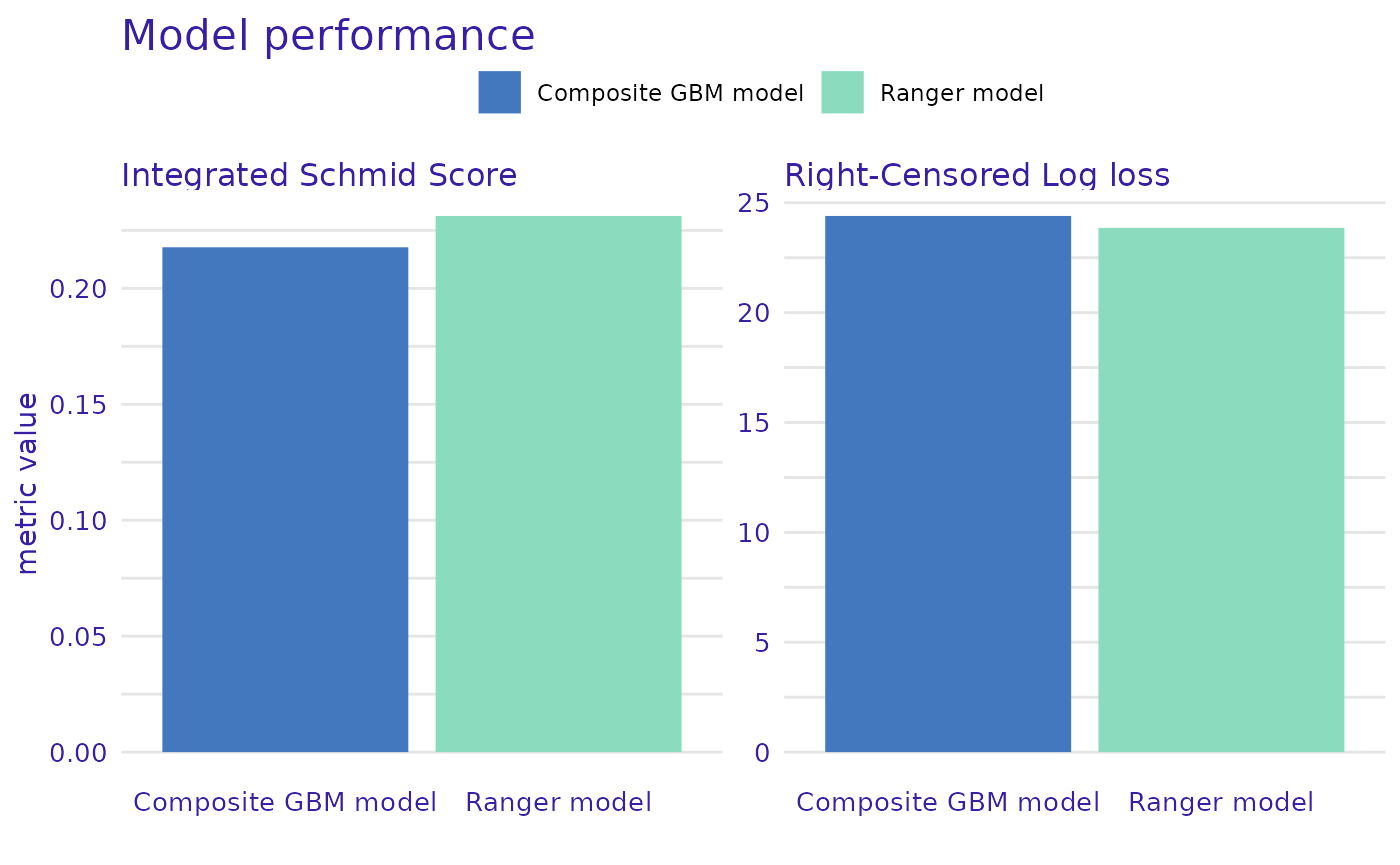 Model performance
Composite GBM model Ranger model
Integrated Schmid Score
0.20
0.15
0.10
0.05
0.00
metric value
Composite GBM model Ranger model
Right-Censored Log loss
25
20
15
10
5
0
Composite GBM model Ranger model